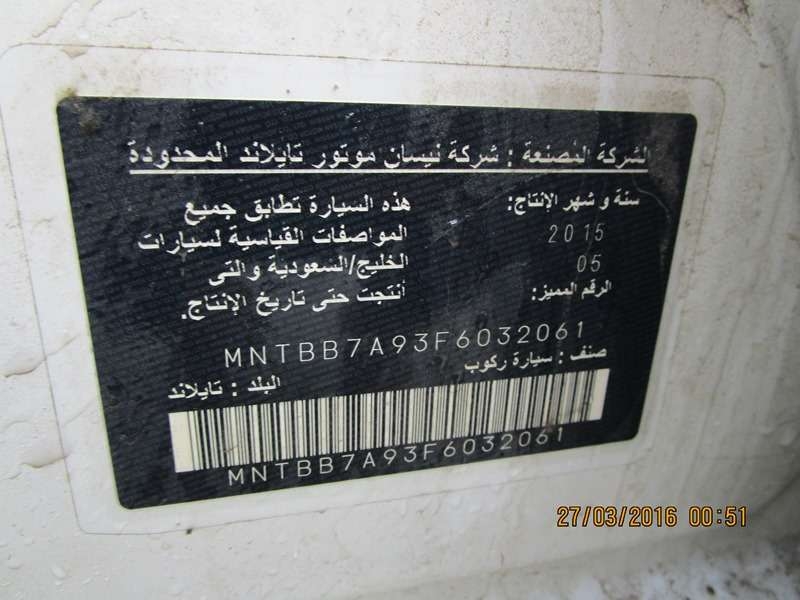 الشركة المصنعة : شركة نيسان موتور تايلاند المحدودة
سنة و شهر الإنتاج:
2015
05
الرقم المميز:
هذه السيارة تطابق جميع
المواصفات القياسية لسيارات
الخليج/السعودية والتى
أنتجت حتى تاريخ الإنتاج.
MNTBB7A93F6032061
صنف : سيارة ركوب
البلد : تايلاند
MNTBB7A93F6032061
27/03/2016 00:51